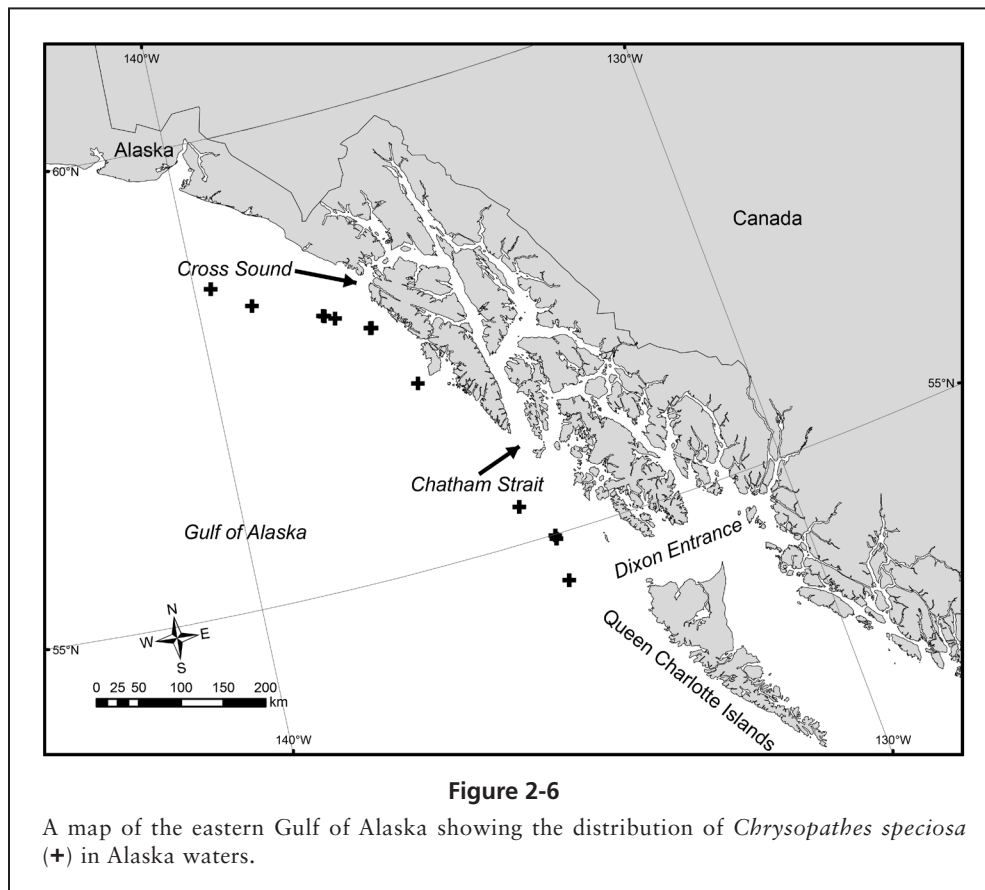 140°W
130°W
Alaska
60°N
Canada
Cross Sound
55°N
Chatham Strait
Gulf of Alaska
Dixon Entrance
Queen Charlotte Islands
N
W E
S
55°N
0 25 50 100 150 200
km
140°W
130°W
Figure 2-6
A map of the eastern Gulf of Alaska showing the distribution of Chrysopathes speciosa
(+) in Alaska waters.